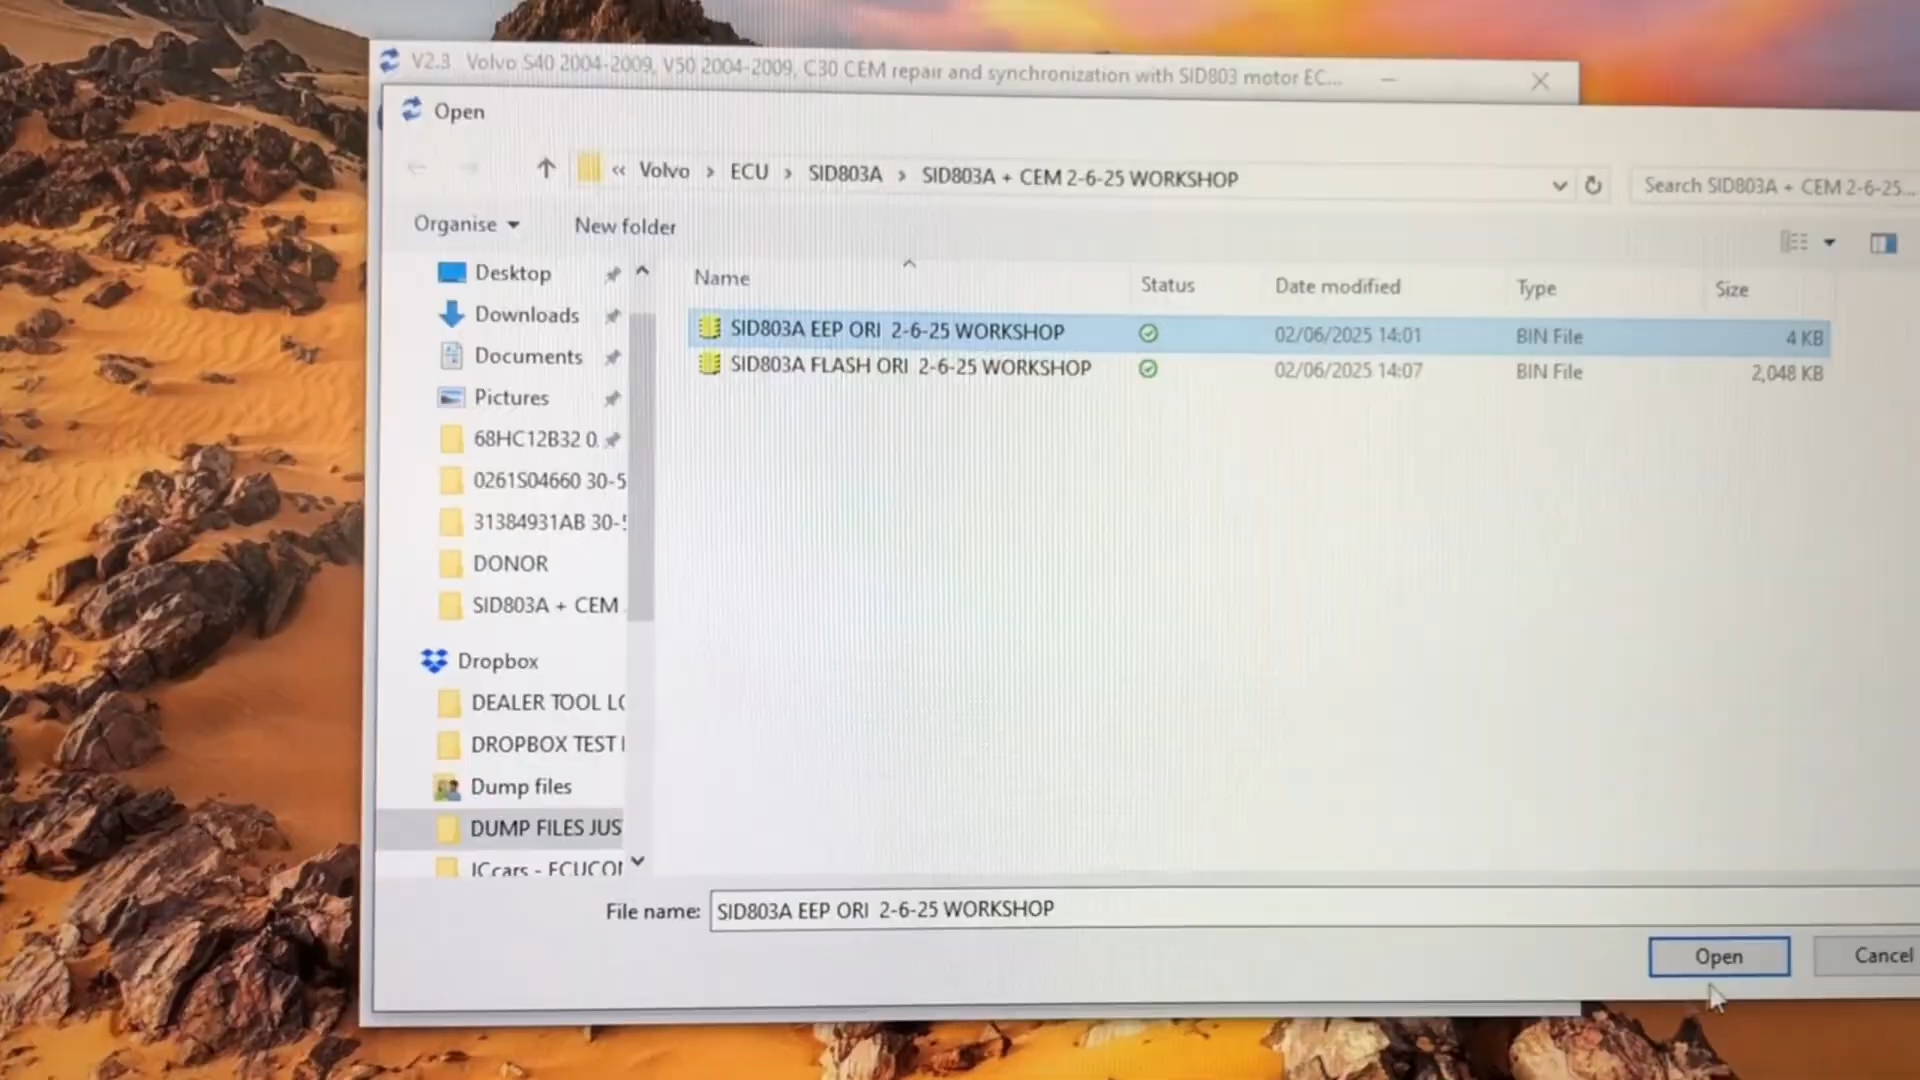 V2.3 Volvo S40 2004-2009, V50 2004-2009, C30 CEM repair and synchronization with SID803 motor EC...
Open
« Volvo › ECU › SID803A › SID803A + CEM 2-6-25 WORKSHOP
Search SID803A + CEM 2-6-25...
Organise
New folder
Name Status Date modified Type Size
SID803A EEP ORI 2-6-25 WORKSHOP 02/06/2025 14:01 BIN File 4 KB
SID803A FLASH ORI 2-6-25 WORKSHOP 02/06/2025 14:07 BIN File 2,048 KB
Desktop
Downloads
Documents
Pictures
68HC12B32 0
0261S04660 30-5
31384931AB 30-5
DONOR
SID803A + CEM
Dropbox
DEALER TOOL LO
DROPBOX TEST
Dump files
DUMP FILES JUS
JCcars - ECUCO
File name: SID803A EEP ORI 2-6-25 WORKSHOP
Open
Cancel